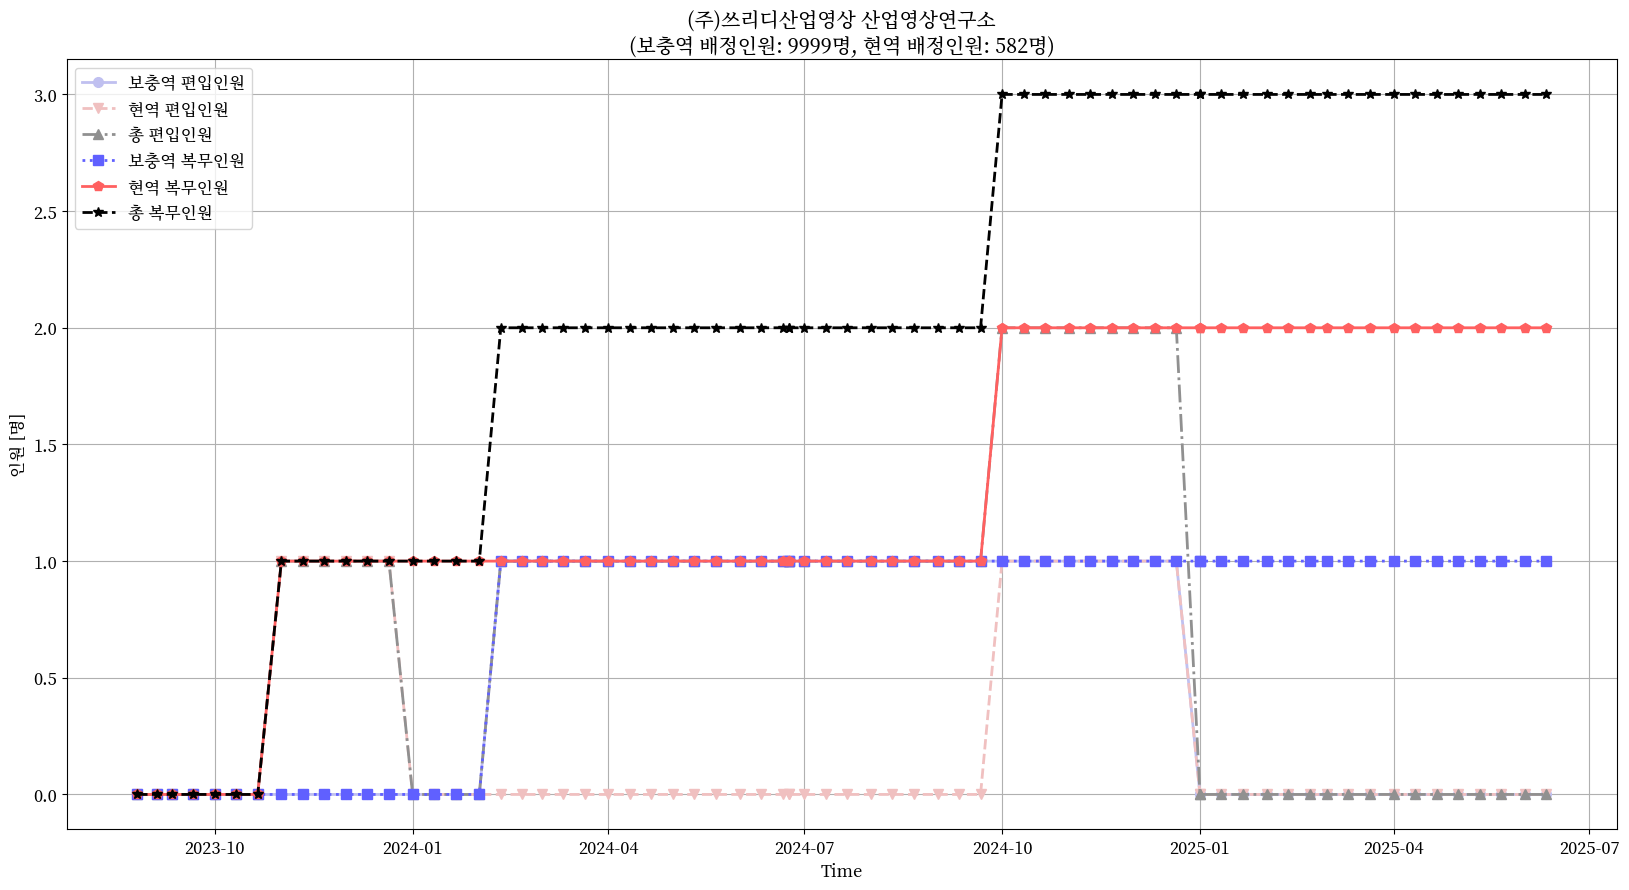 (주)쓰리디산업영상 산업영상연구소
(보충역 배정인원: 9999명, 현역 배정인원: 582명)
보충역 편입인원
현역 편입인원
총 편입인원
보충역 복무인원
현역 복무인원
총 복무인원
3.0
2.5
2.0
1.5
1.0
0.5
0.0
인원 [명]
2023-10
2024-01
2024-04
2024-07
2024-10
2025-01
2025-04
2025-07
Time